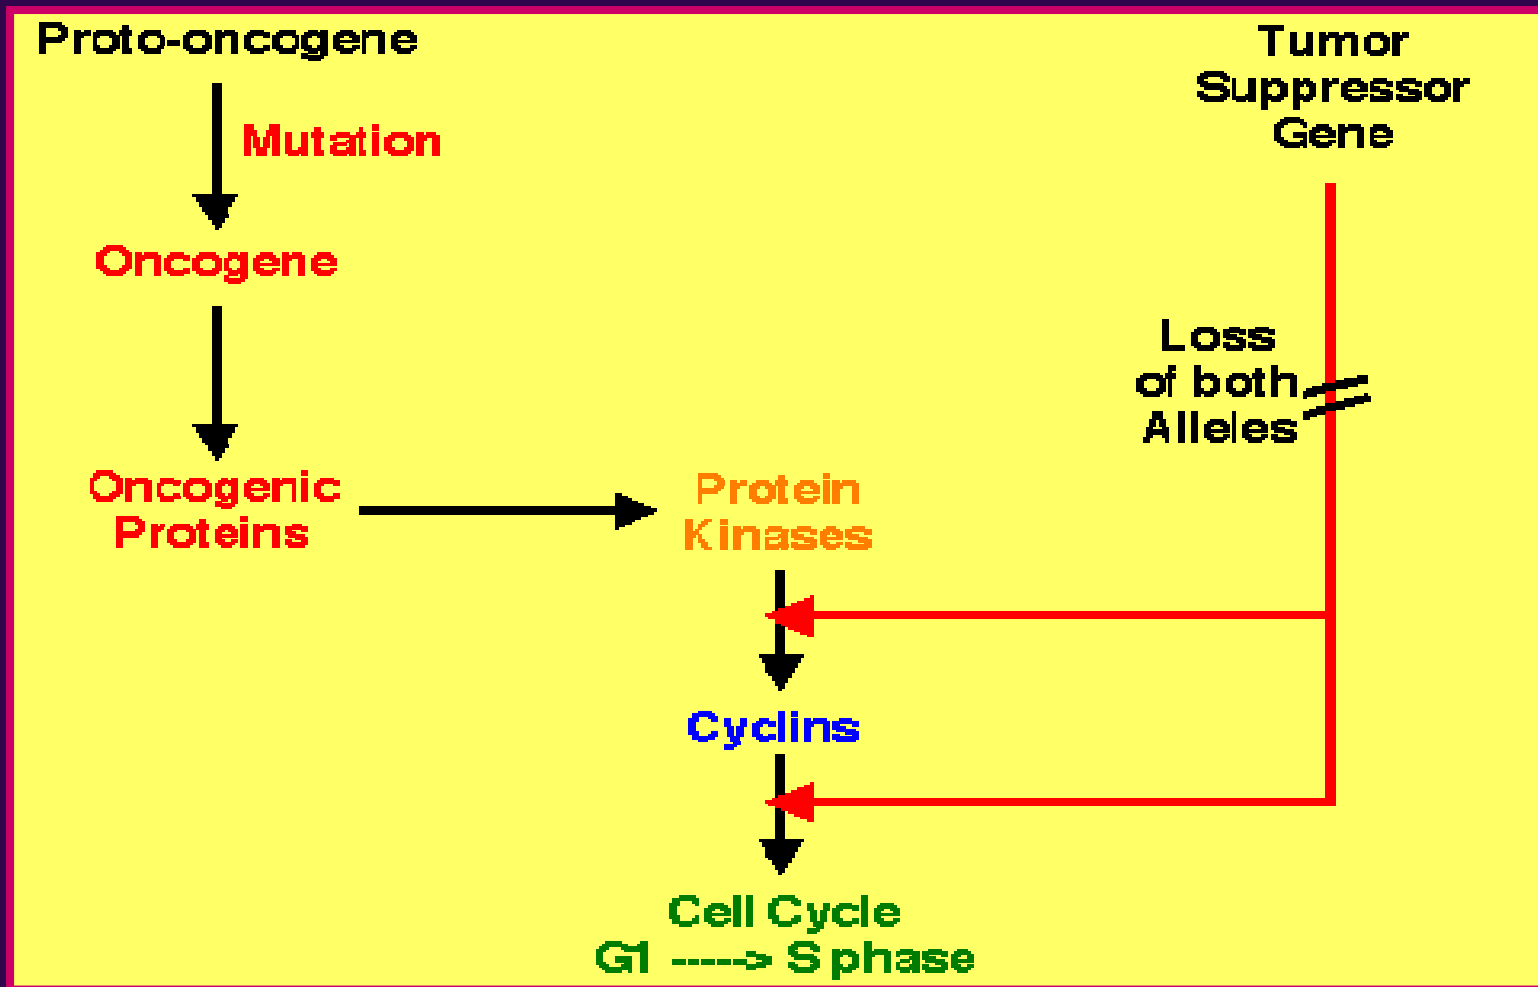 Proto-oncogene
Mutation
Oncogene
Oncogenic
Proteins
Protein
Kinases
Cyclins
Cell Cycle
G1 -----> S phase
Tumor
Suppressor
Gene
Loss
of both
Alleles